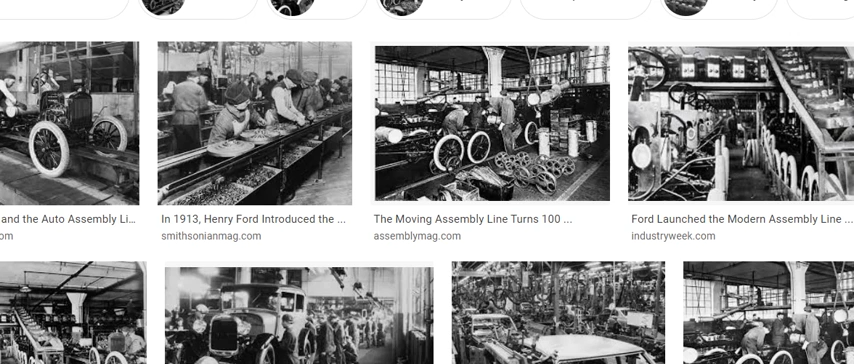 and the Auto Assembly Li...
om
In 1913, Henry Ford Introduced the ...
smithsonianmag.com
The Moving Assembly Line Turns 100 ...
assemblymag.com
Ford Launched the Modern Assembly Line ...
industryweek.com